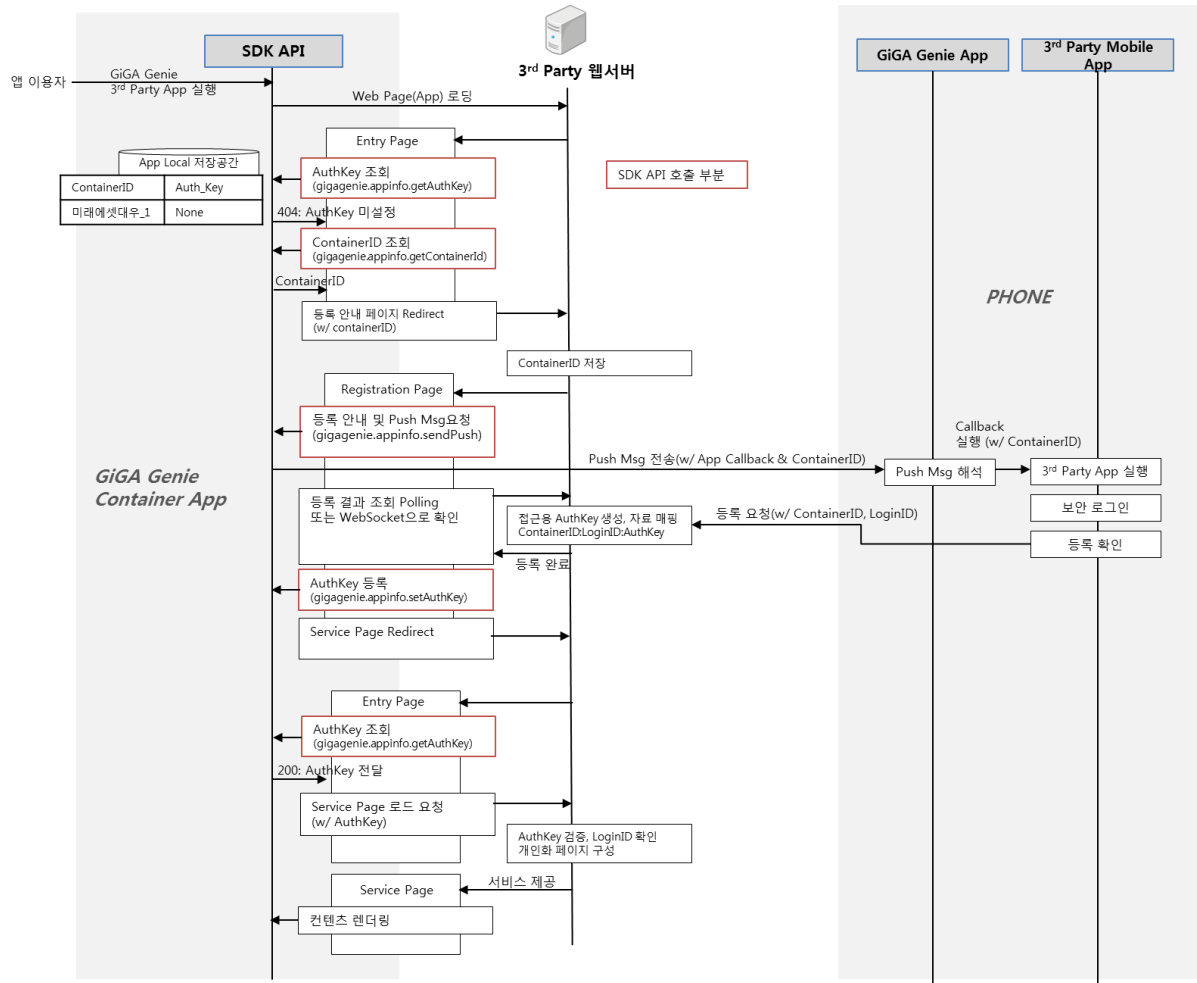 SDK API
3rd Party 웹서버
GiGA Genie App
3rd Party Mobile
App
앱 이용자
GiGA Genie
3rd Party App 실행
Web Page(App) 로딩
Entry Page
App Local 저장공간
ContainerID
Auth_Key
미래에셋대우_1
None
AuthKey 조회
(gigagenie.appinfo.getAuthKey)
SDK API 호출 부분
404: AuthKey 미설정
ContainerID 조회
(gigagenie.appinfo.getContainerId)
ContainerID
PHONE
등록 안내 페이지 Redirect
(w/ containerID)
ContainerID 저장
Registration Page
등록 안내 및 Push Msg요청
(gigagenie.appinfo.sendPush)
Callback
실행 (w/ ContainerID)
Push Msg 전송(w/ App Callback & ContainerID)
Push Msg 해석
3rd Party App 실행
GiGA Genie
Container App
등록 결과 조회 Polling
또는 WebSocket으로 확인
보안 로그인
접근용 AuthKey 생성, 자료 매핑
ContainerID:LoginID:AuthKey
등록 요청(w/ ContainerID, LoginID)
등록 확인
등록 완료
AuthKey 등록
(gigagenie.appinfo.setAuthKey)
Service Page Redirect
Entry Page
AuthKey 조회
(gigagenie.appinfo.getAuthKey)
200: AuthKey 전달
Service Page 로드 요청
(w/ AuthKey)
AuthKey 검증, LoginID 확인
개인화 페이지 구성
Service Page
서비스 제공
컨텐츠 렌더링